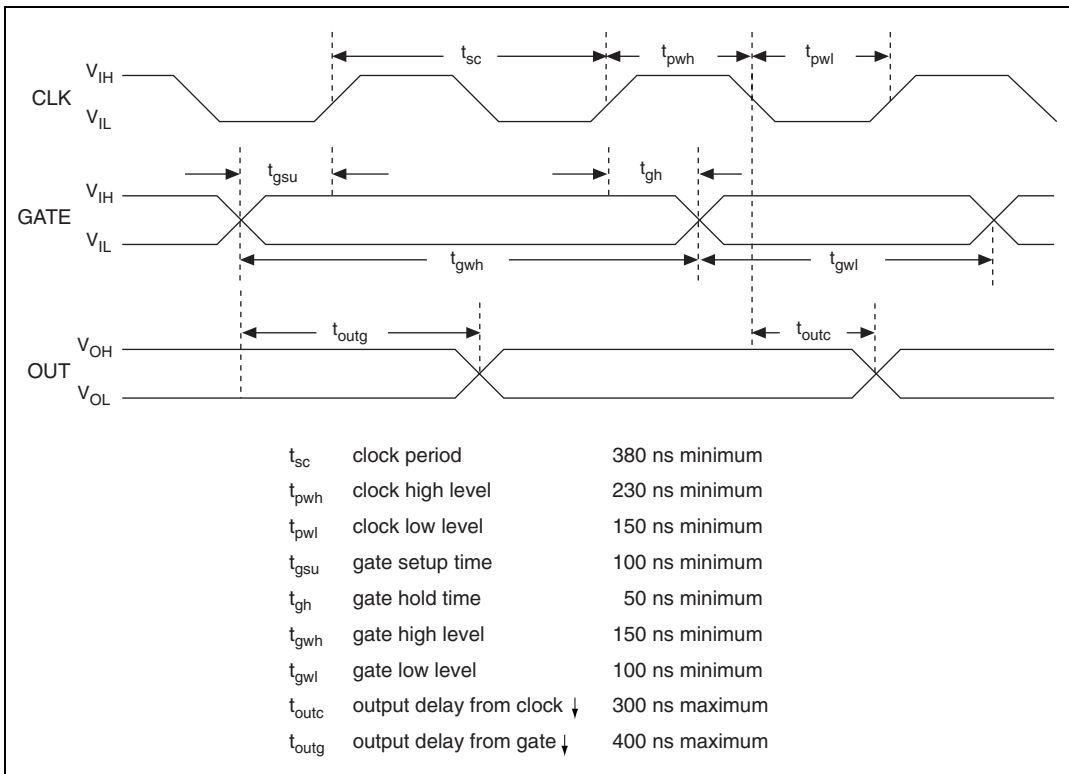 t_sc t_pwh t_pwl
V_IH
CLK
V_IL
t_gsu t_gh
V_IH
GATE
V_IL
t_gwh t_gwl
t_outg t_outc
V_OH
OUT
V_OL
t_sc clock period 380 ns minimum
t_pwh clock high level 230 ns minimum
t_pwl clock low level 150 ns minimum
t_gsu gate setup time 100 ns minimum
t_gh gate hold time 50 ns minimum
t_gwh gate high level 150 ns minimum
t_gwl gate low level 100 ns minimum
t_outc output delay from clock ↓ 300 ns maximum
t_outg output delay from gate ↓ 400 ns maximum